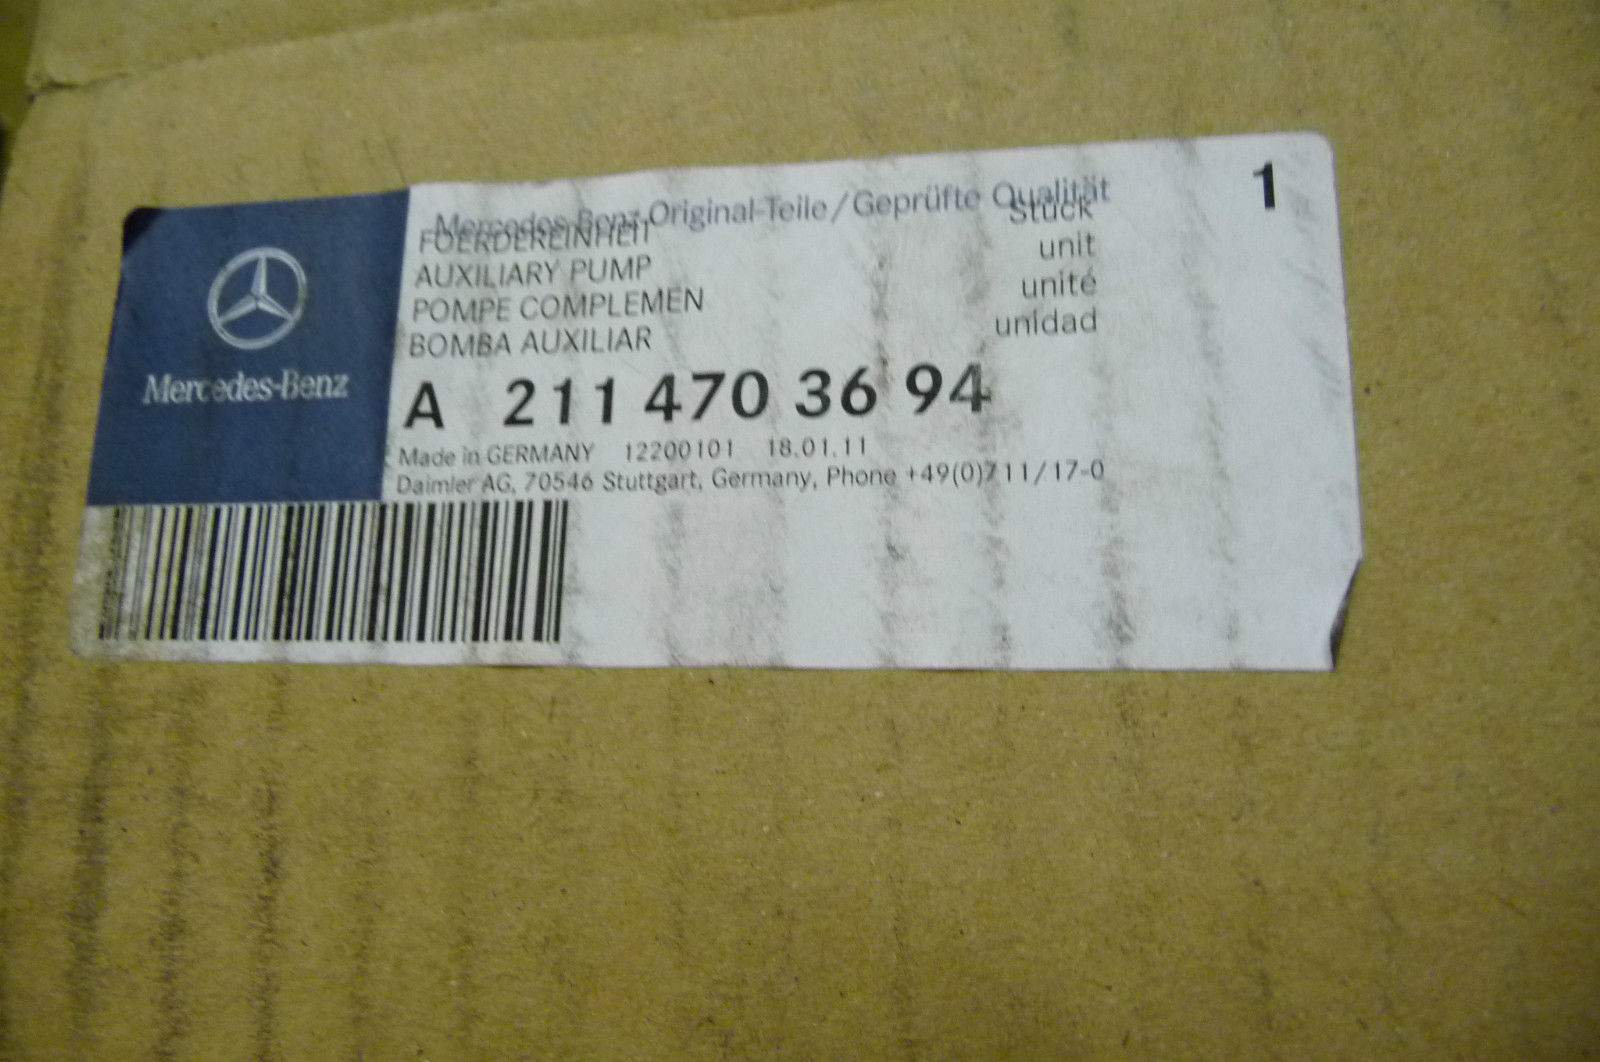 Mercedes-Benz Original-Teile / Geprüfte Qualität
FOERDEREINHEIT Stück 1
AUXILIARY PUMP unit
POMPE COMPLEMEN unité
BOMBA AUXILIAR unidad
Mercedes-Benz
A 211 470 36 94
Made in GERMANY 12200101 18.01.11
Daimler AG, 70546 Stuttgart, Germany, Phone +49(0)711/17-0